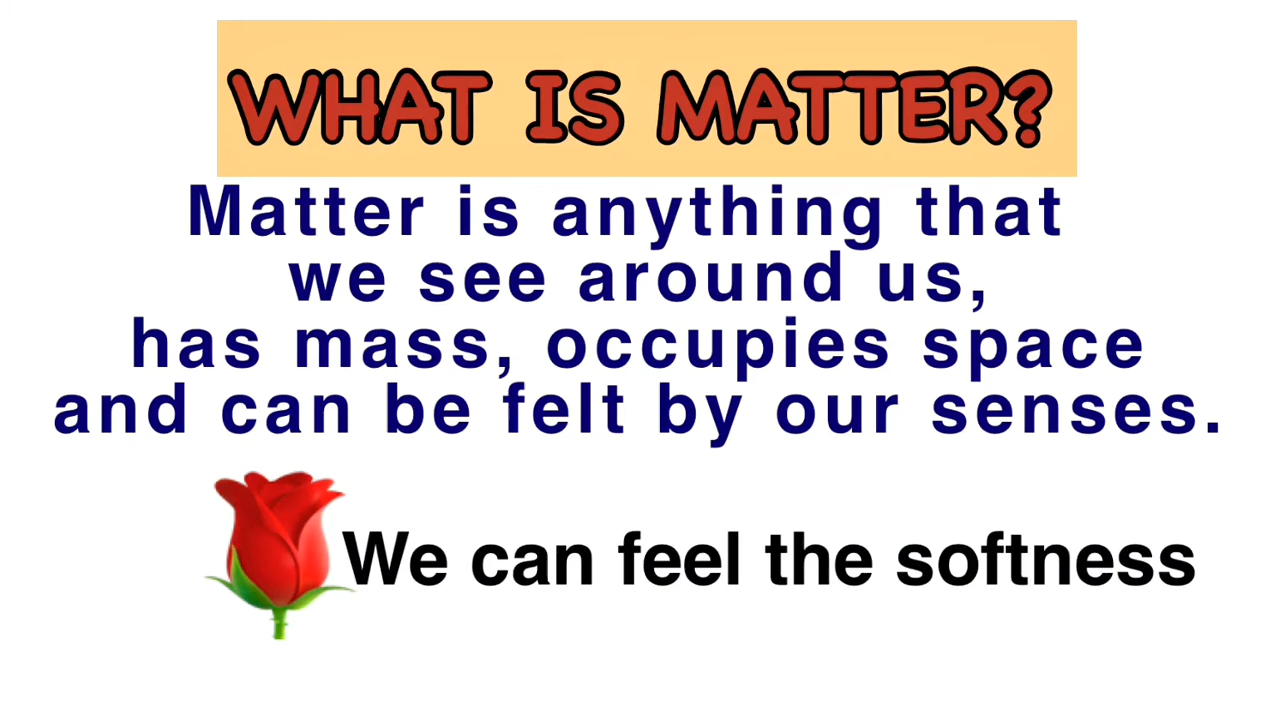 WHAT IS MATTER?
Matter is anything that
we see around us,
has mass, occupies space
and can be felt by our senses.
We can feel the softness